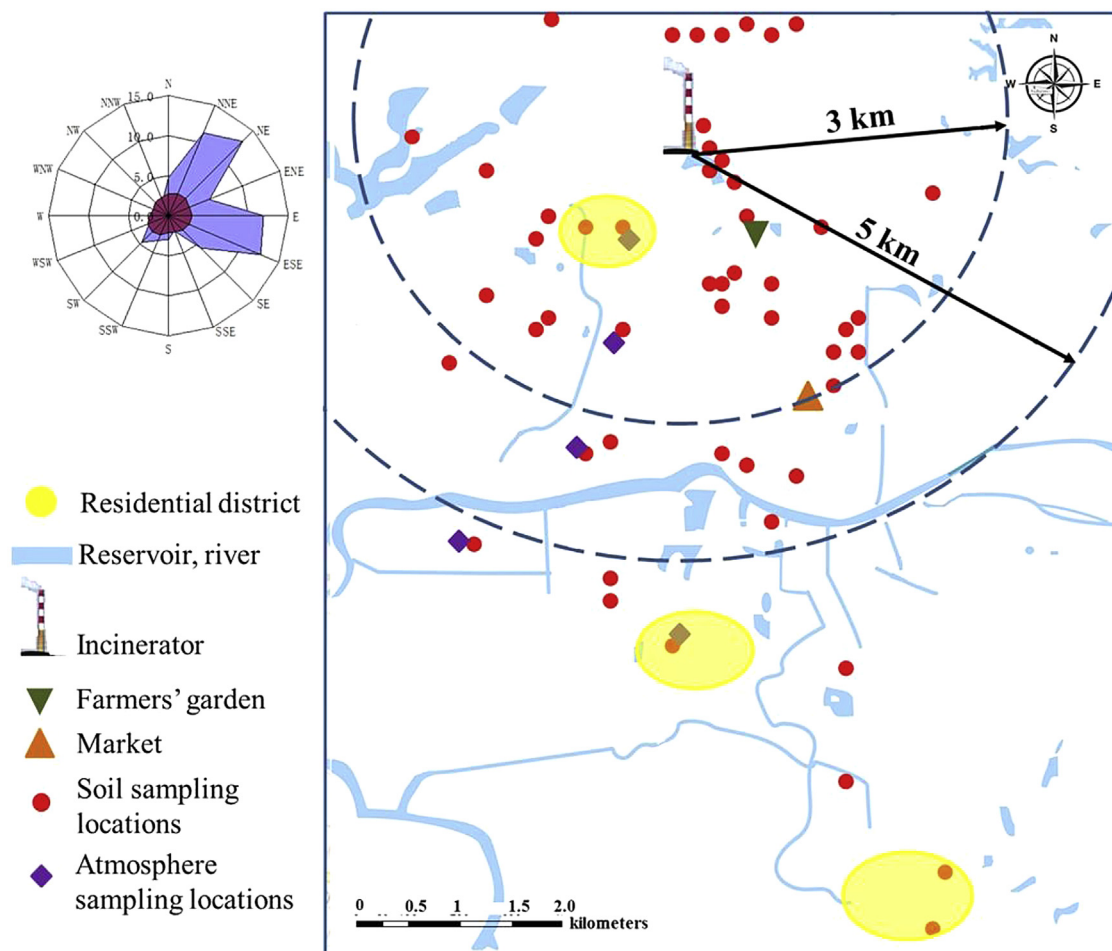 N
NNW
15.0
NNE
NW
10.0
NE
WNW
5.0
ENE
W
0.0
E
WSW
ESE
SW
SE
SSW
SSE
S
N
W
E
S
3 km
5 km
Residential district
Reservoir, river
Incinerator
Farmers’ garden
Market
Soil sampling
locations
Atmosphere
sampling locations
0 0.5 1.0 1.5 2.0
kilometers